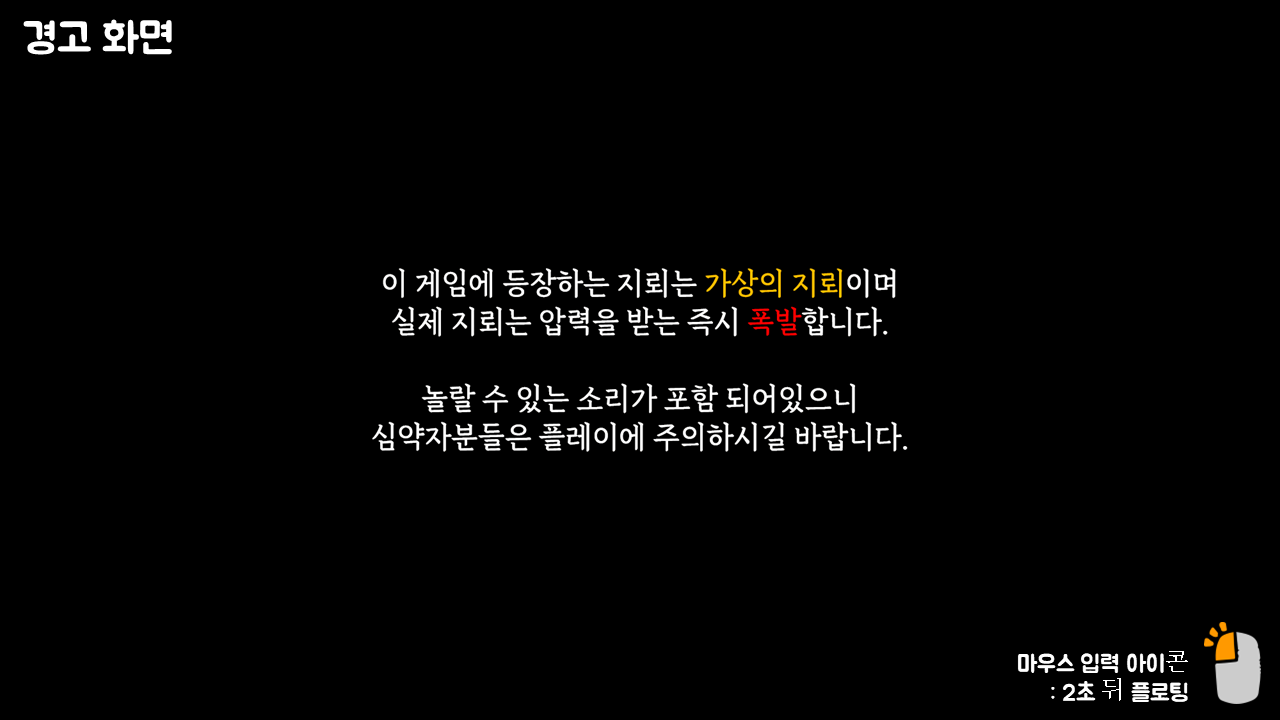 경고 화면
이 게임에 등장하는 지뢰는 가상의 지뢰이며
실제 지뢰는 압력을 받는 즉시 폭발합니다.
놀랄 수 있는 소리가 포함 되어있으니
심약자분들은 플레이에 주의하시길 바랍니다.
마우스 입력 아이콘
: 2초 뒤 플로팅